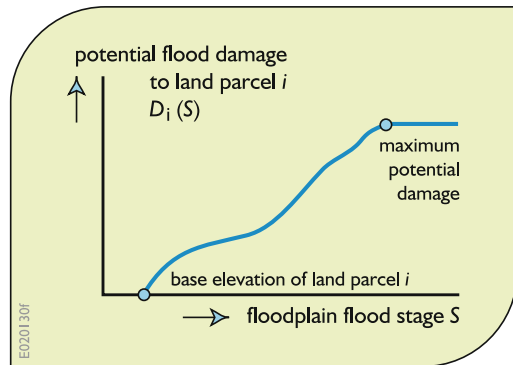 potential flood damage
to land parcel i
Di (S)
maximum
potential
damage
base elevation of land parcel i
floodplain flood stage S
E020130f